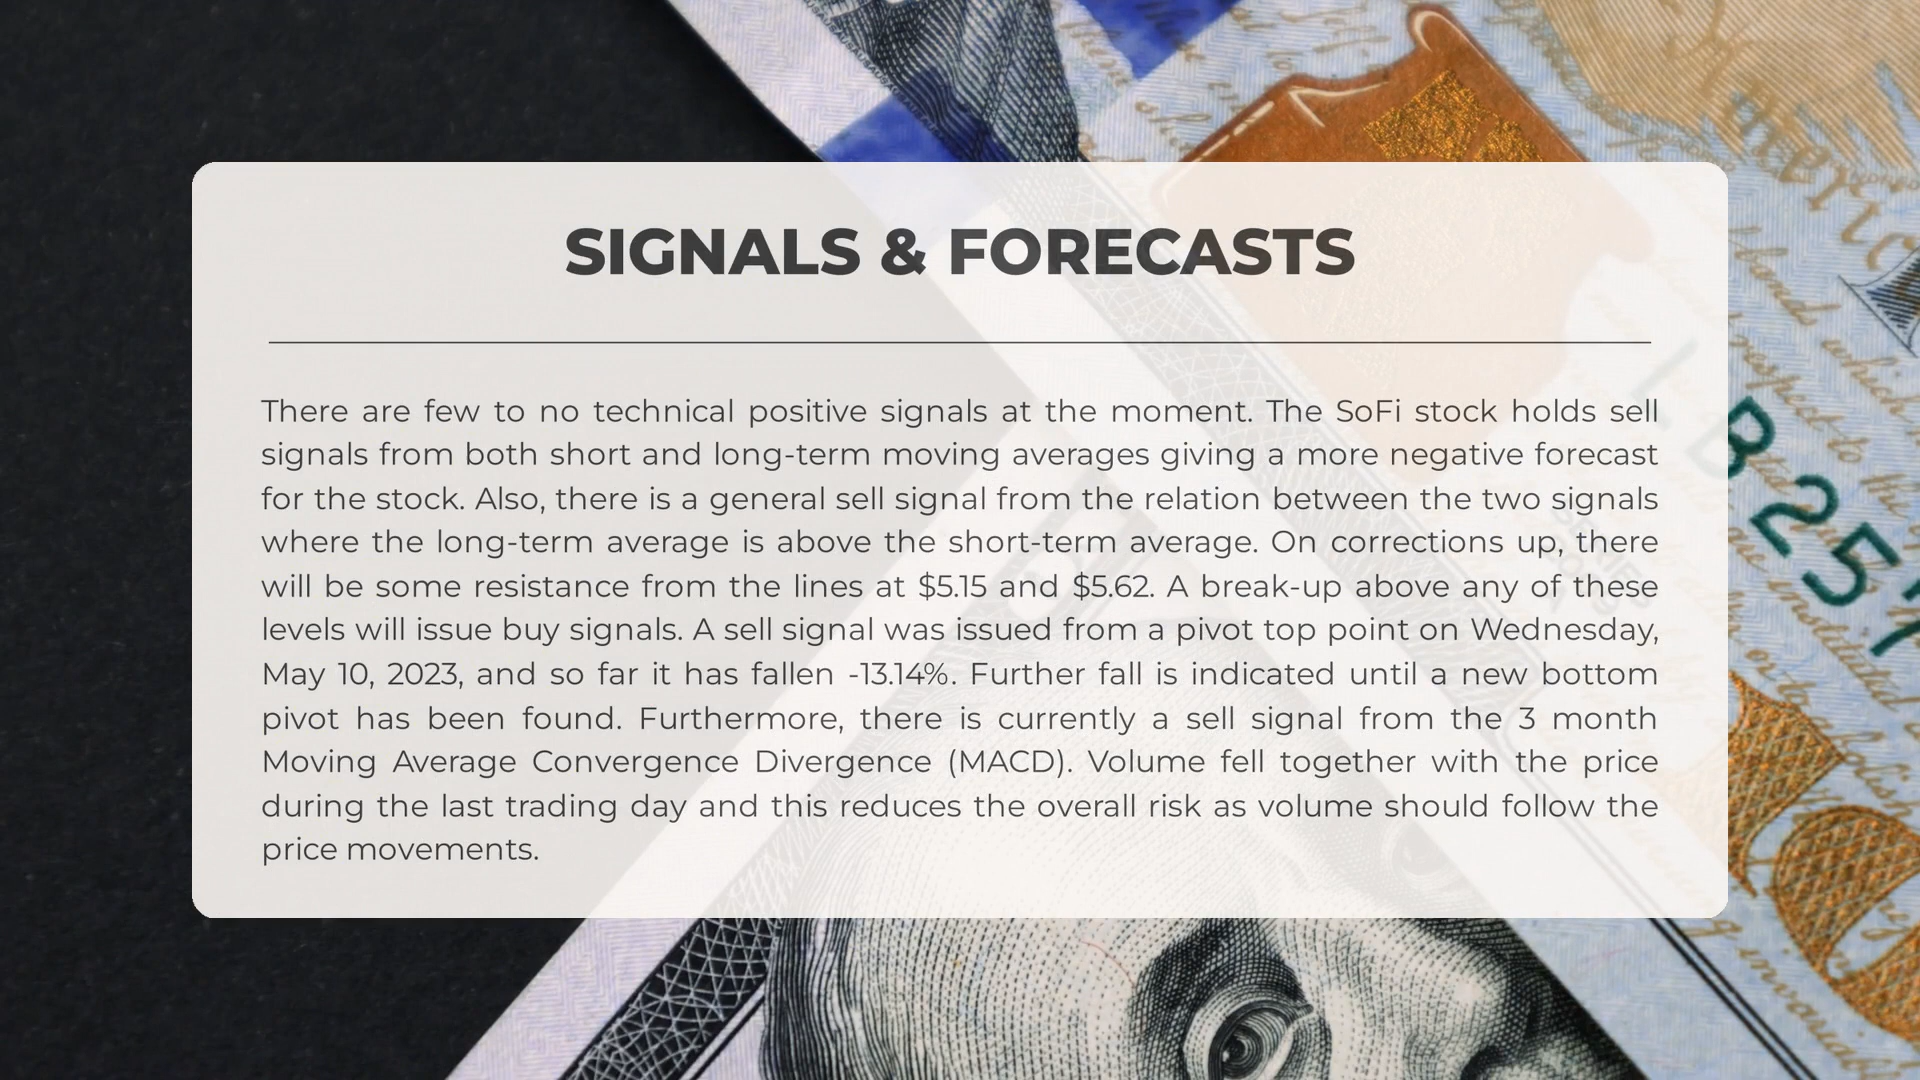 SIGNALS & FORECASTS
There are few to no technical positive signals at the moment. The SoFi stock holds sell
signals from both short and long-term moving averages giving a more negative forecast
for the stock. Also, there is a general sell signal from the relation between the two signals
where the long-term average is above the short-term average. On corrections up, there
will be some resistance from the lines at $5.15 and $5.62. A break-up above any of these
levels will issue buy signals. A sell signal was issued from a pivot top point on Wednesday,
May 10, 2023, and so far it has fallen -13.14%. Further fall is indicated until a new bottom
pivot has been found. Furthermore, there is currently a sell signal from the 3 month
Moving Average Convergence Divergence (MACD). Volume fell together with the price
during the last trading day and this reduces the overall risk as volume should follow the
price movements.